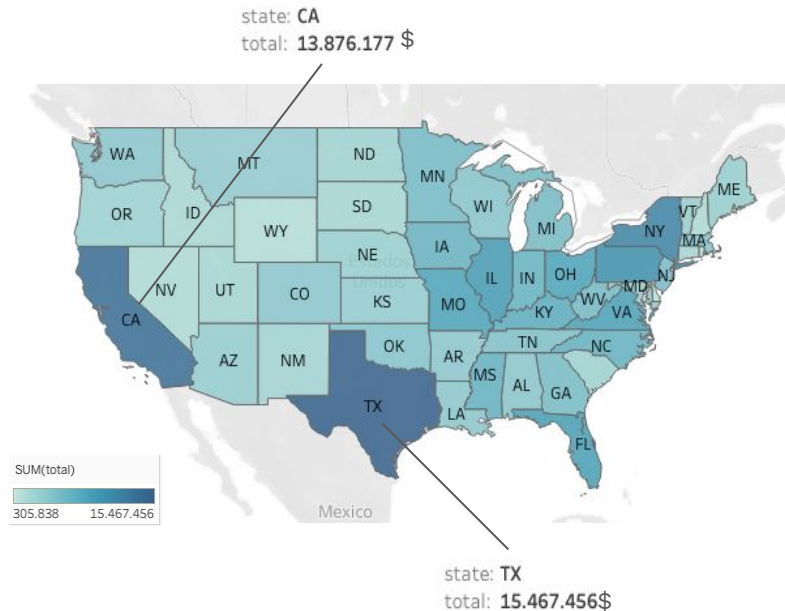 state: CA
total: 13.876.177 $
WA
MT
ND
MN
ME
OR
ID
SD
WI
VT
WY
MI
NY
MA
IA
NE
Estados
Unidos
NV
UT
CO
IL
IN
OH
NJ
MD
CA
KS
MO
WV
KY
VA
AZ
NM
OK
TN
NC
AR
MS
AL
GA
TX
LA
FL
SUM(total)
305.838 15.467.456
Mexico
state: TX
total: 15.467.456$